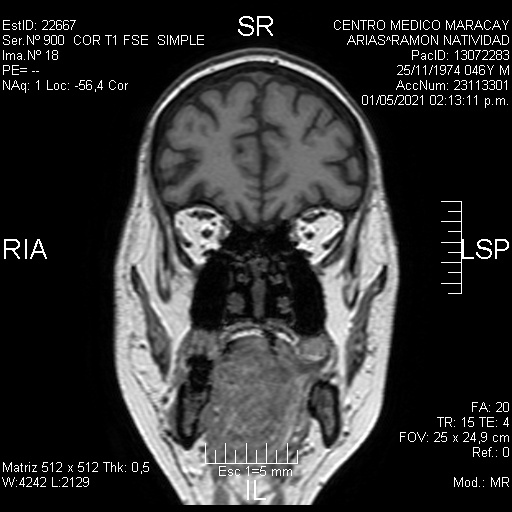 EstID: 22667
Ser.Nº 900 COR T1 FSE SIMPLE
Ima.Nº 18
PE= --
NAq: 1 Loc: -56,4 Cor
SR
CENTRO MEDICO MARACAY
ARIAS^RAMON NATIVIDAD
PacID: 13072283
25/11/1974 046Y M
AccNum: 23113301
01/05/2021 02:13:11 p.m.
RIA
LSP
Matriz 512 x 512 Thk: 0,5
W:4242 L:2129
Esc 1=5 mm
IL
FA: 20
TR: 15 TE: 4
FOV: 25 x 24,9 cm
Ref.: 0
Mod.: MR